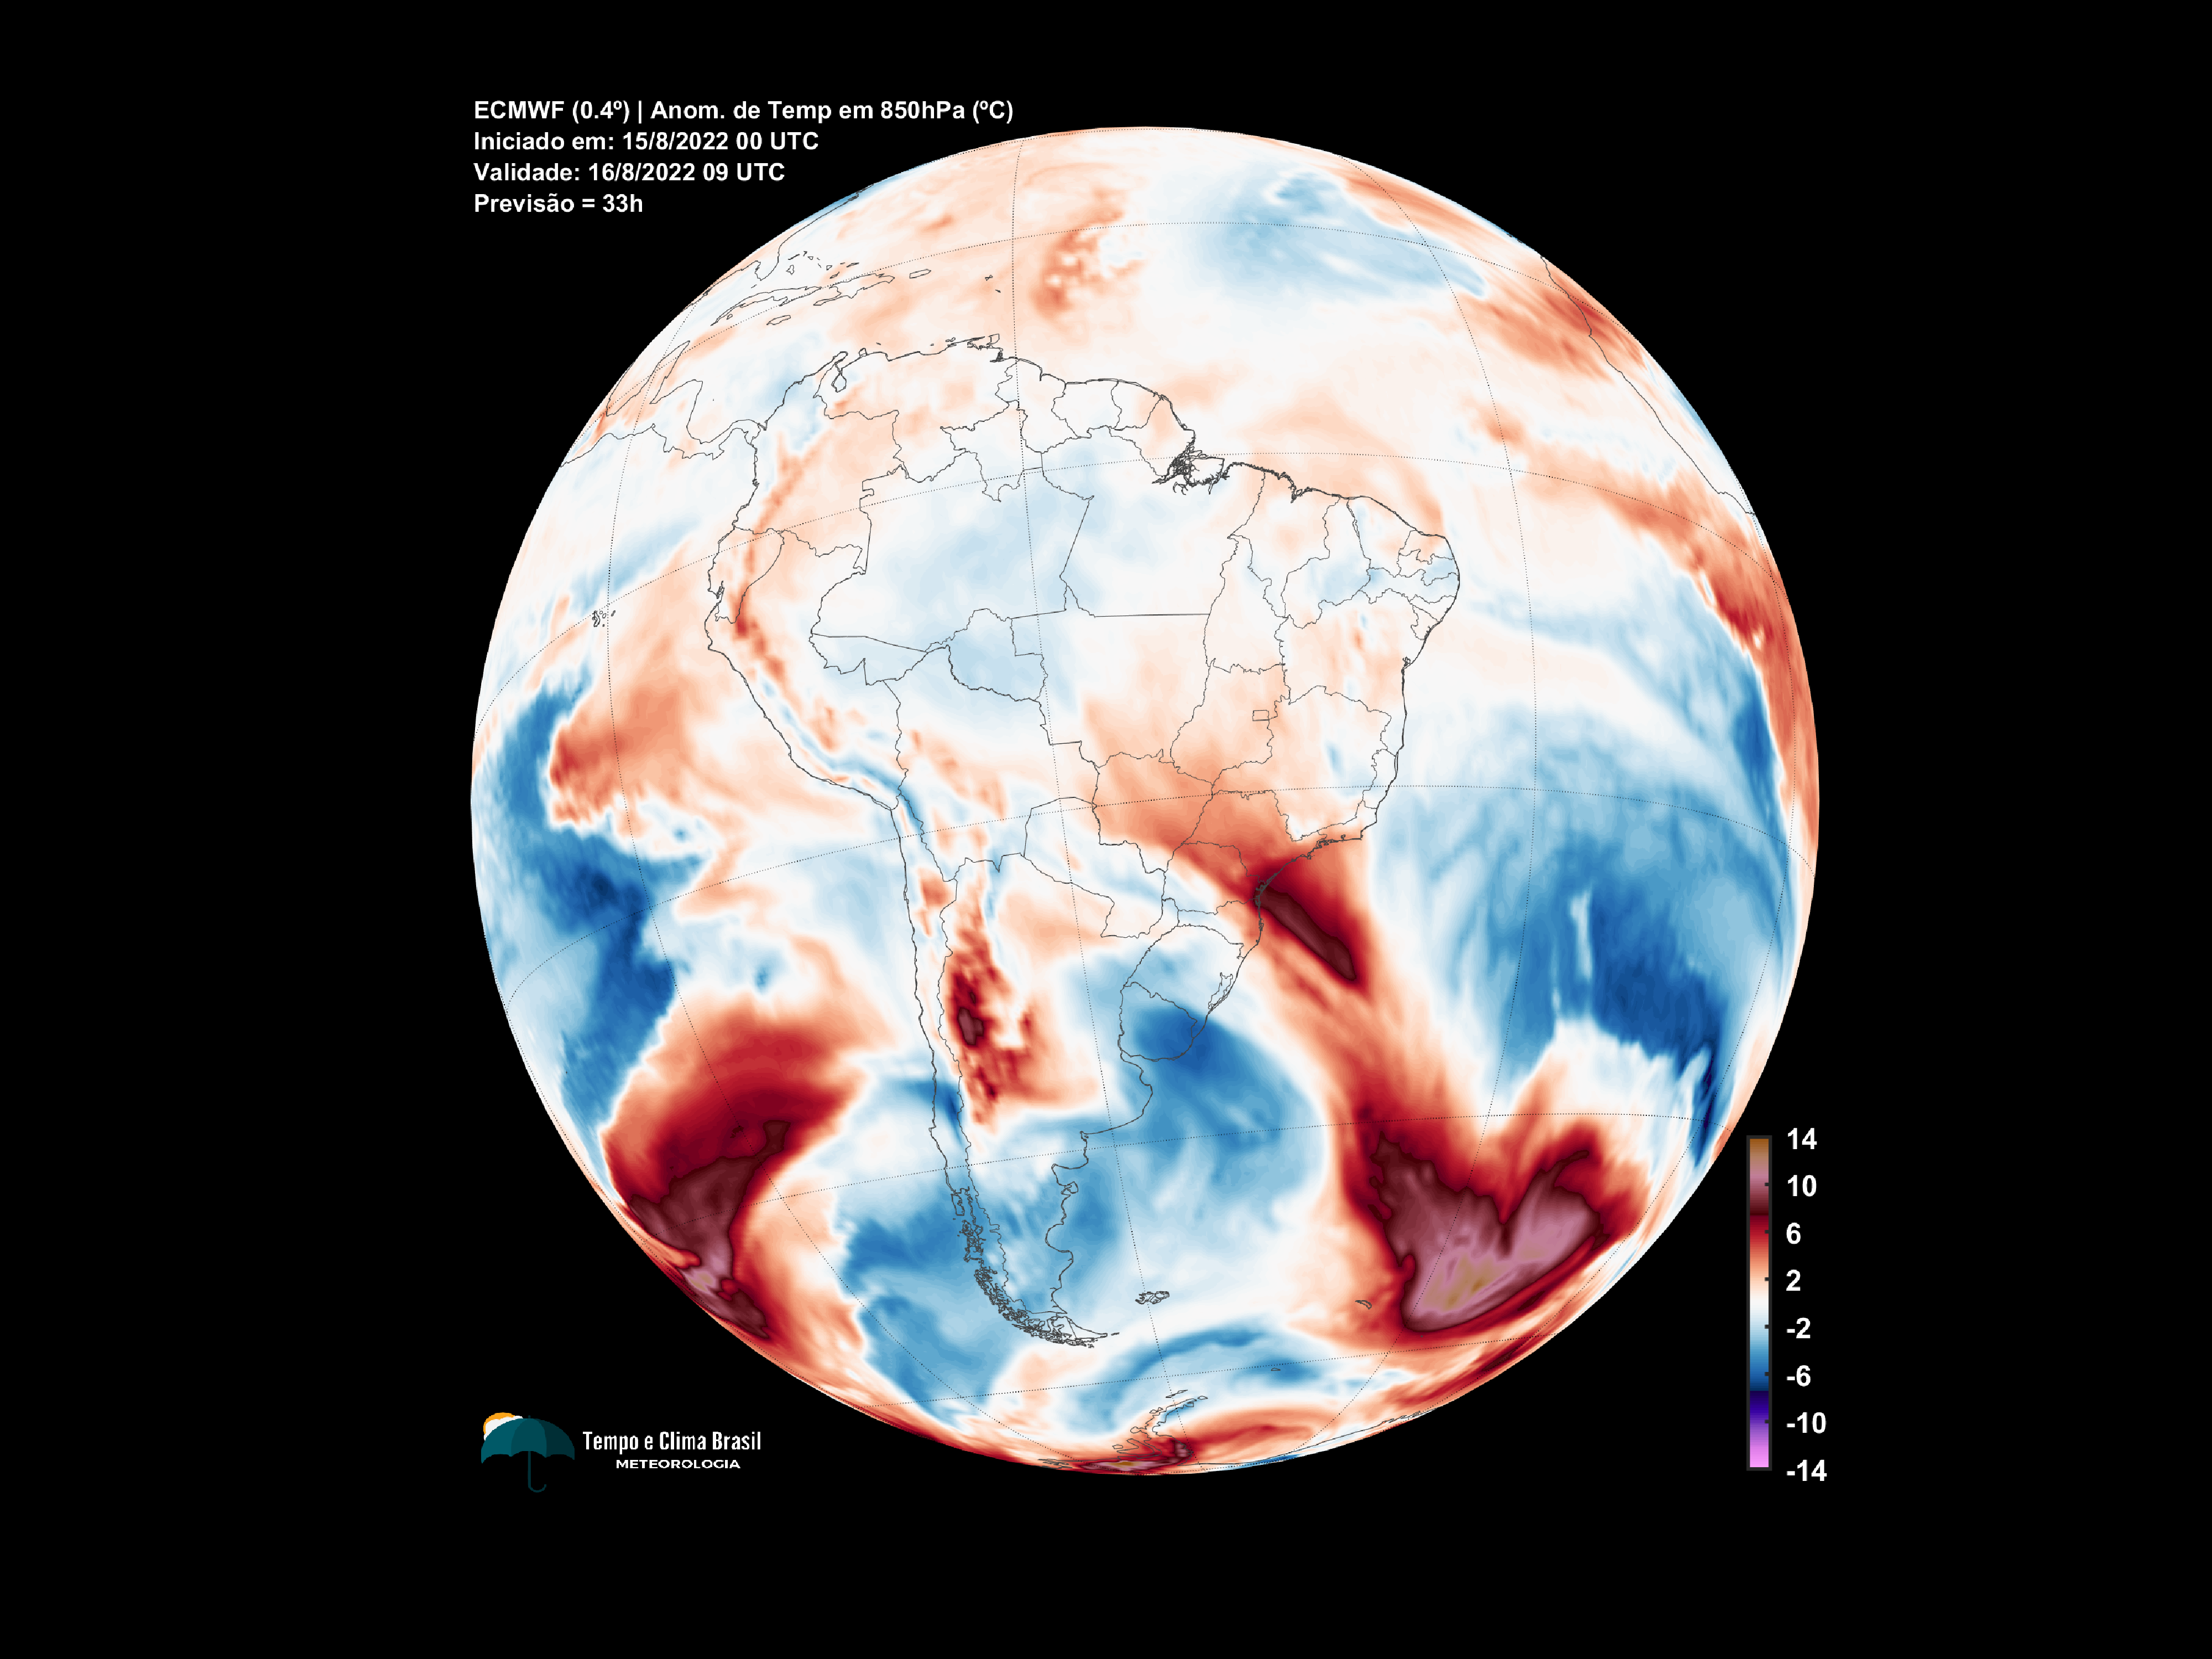 ECMWF (0.4º) | Anom. de Temp em 850hPa (ºC)
Iniciado em: 15/8/2022 00 UTC
Validade: 16/8/2022 09 UTC
Previsão = 33h
14
10
6
2
-2
-6
-10
-14
Tempo e Clima Brasil
METEOROLOGIA